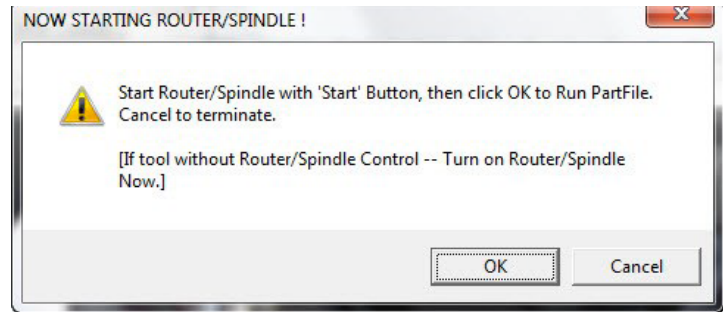 NOW STARTING ROUTER/SPINDLE !
Start Router/Spindle with 'Start' Button, then click OK to Run PartFile.
Cancel to terminate.
[If tool without Router/Spindle Control -- Turn on Router/Spindle
Now.]
OK
Cancel